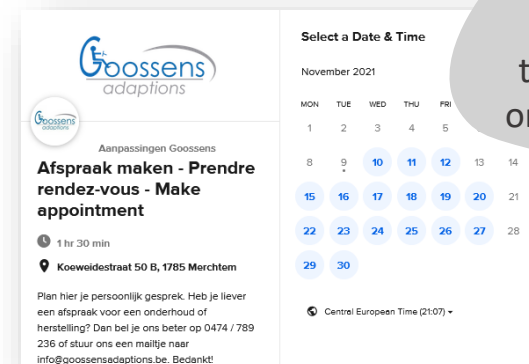 Goossens
adaptions
Goossens
adaptions
Aanpassingen Goossens
Afspraak maken - Prendre
rendez-vous - Make
appointment
1 hr 30 min
Koeweidestraat 50 B, 1785 Merchtem
Plan hier je persoonlijk gesprek. Heb je liever
een afspraak voor een onderhoud of
herstelling? Dan bel je ons beter op 0474 / 789
236 of stuur ons een mailtje naar
info@goossensadaptions.be. Bedankt!
Select a Date & Time
November 2021
MON TUE WED THU FRI
1 2 3 4 5
8 9 10 11 12 13 14
15 16 17 18 19 20 21
22 23 24 25 26 27 28
29 30
Central European Time (21:07)